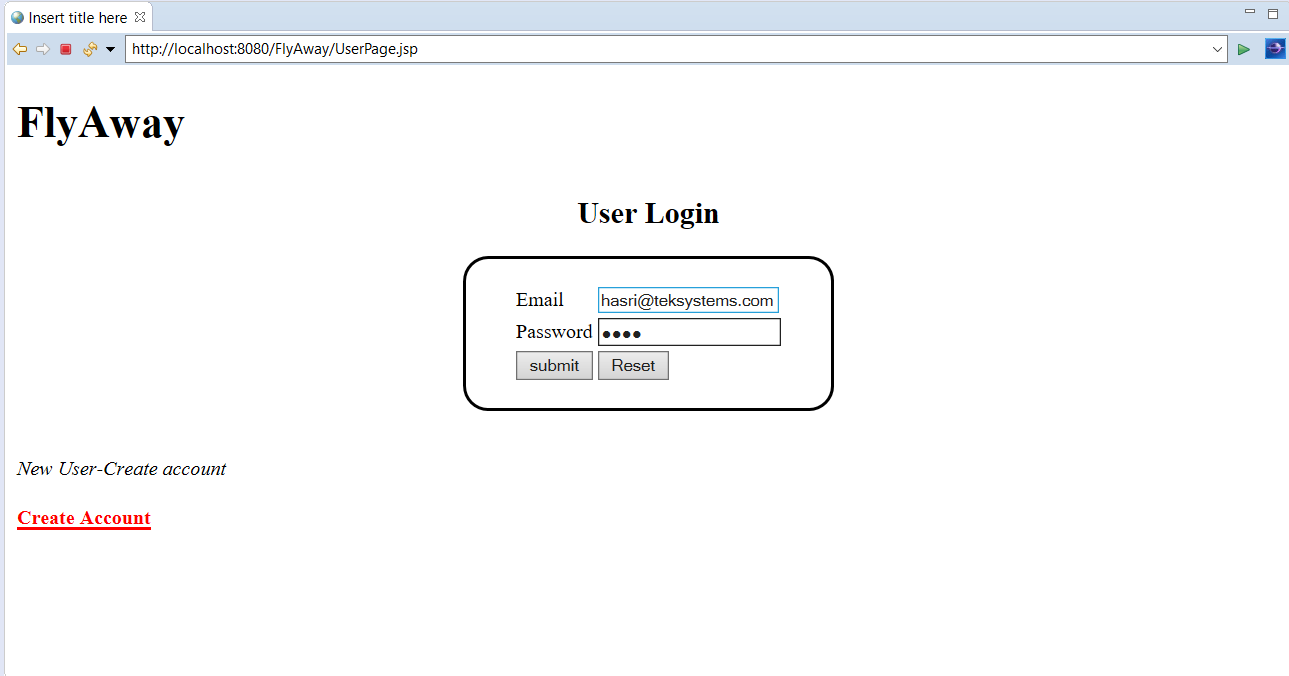 Insert title here
http://localhost:8080/FlyAway/UserPage.jsp
FlyAway
User Login
Email hasri@teksystems.com
Password ●●●●
submit Reset
New User-Create account
Create Account